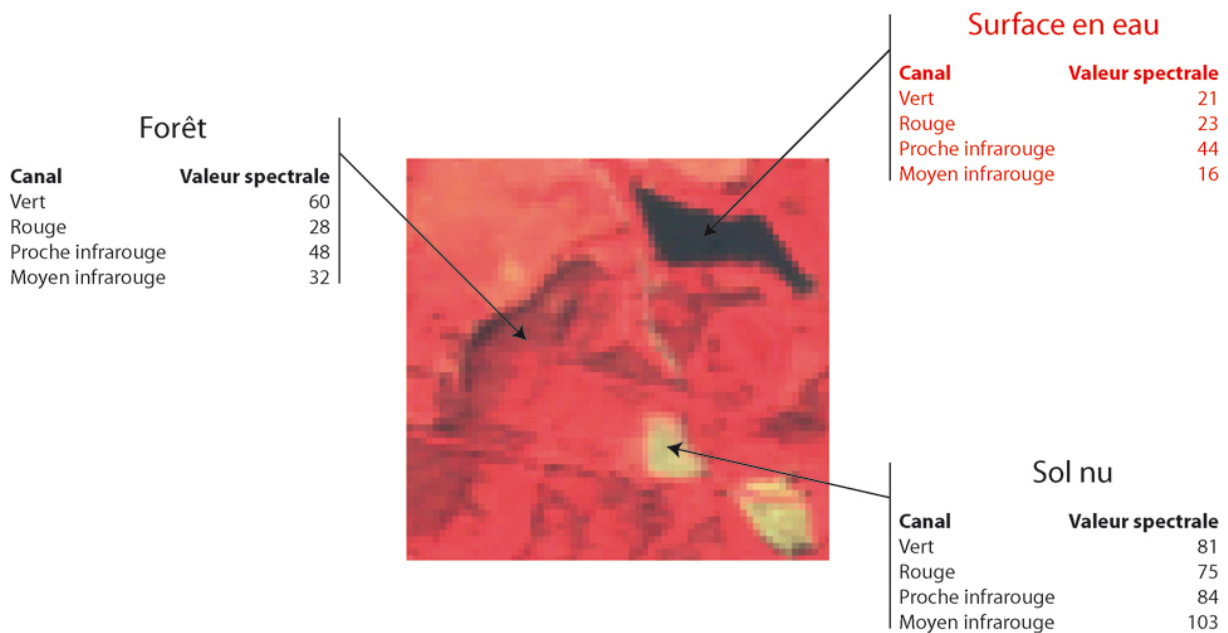 Surface en eau
Canal Valeur spectrale
Vert 21
Rouge 23
Proche infrarouge 44
Moyen infrarouge 16
Forêt
Canal Valeur spectrale
Vert 60
Rouge 28
Proche infrarouge 48
Moyen infrarouge 32
Sol nu
Canal Valeur spectrale
Vert 81
Rouge 75
Proche infrarouge 84
Moyen infrarouge 103